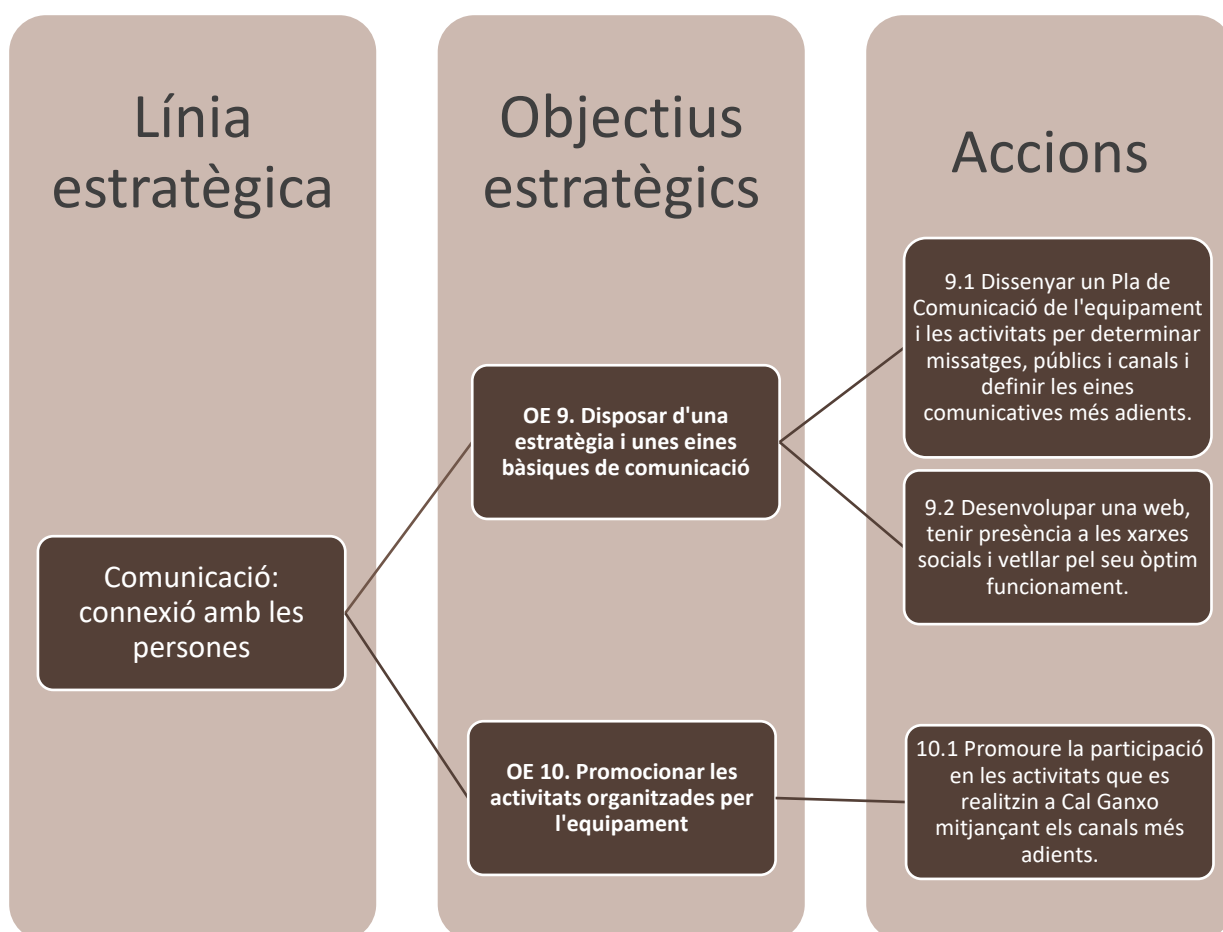 Línia
estratègica
Objectius
estratègics
Accions
Comunicació:
connexió amb les
persones
OE 9. Disposar d'una
estratègia i unes eines
bàsiques de comunicació
OE 10. Promocionar les
activitats organitzades per
l'equipament
9.1 Dissenyar un Pla de
Comunicació de l'equipament
i les activitats per determinar
missatges, públics i canals i
definir les eines
comunicatives més adients.
9.2 Desenvolupar una web,
tenir presència a les xarxes
socials i vetllar pel seu òptim
funcionament.
10.1 Promoure la participació
en les activitats que es
realitzin a Cal Ganxo
mitjançant els canals més
adients.